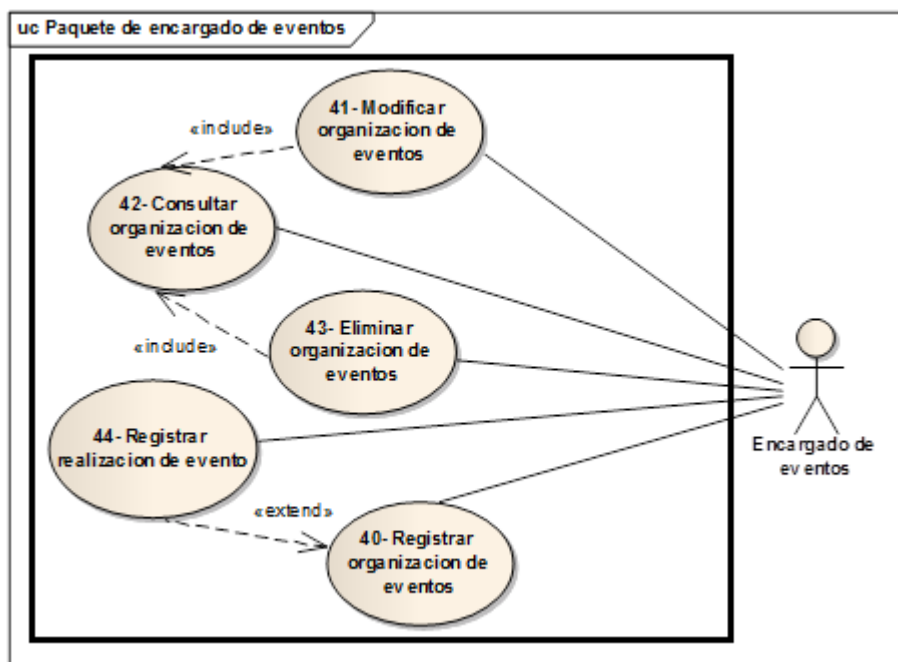 uc Paquete de encargado de eventos
41- Modificar
organizacion de
eventos
«include»
42- Consultar
organizacion de
eventos
43- Eliminar
organizacion de
eventos
«include»
44- Registrar
realizacion de evento
Encargado de
eventos
«extend»
40- Registrar
organizacion de
eventos